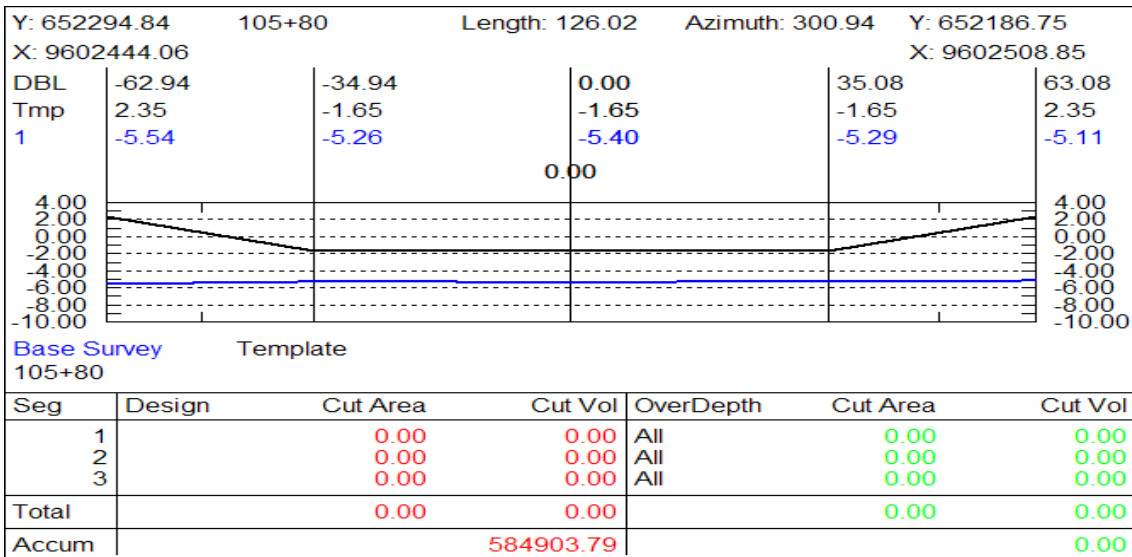 Y: 652294.84 105+80 Length: 126.02 Azimuth: 300.94 Y: 652186.75
X: 9602444.06 X: 9602508.85
DBL -62.94 -34.94 0.00 35.08 63.08
Tmp 2.35 -1.65 -1.65 -1.65 2.35
1 -5.54 -5.26 -5.40 -5.29 -5.11
0.00
4.00 4.00
2.00 2.00
0.00 0.00
-2.00 -2.00
-4.00 -4.00
-6.00 -6.00
-8.00 -8.00
-10.00 -10.00
Base Survey Template
105+80
Seg Design Cut Area Cut Vol OverDepth Cut Area Cut Vol
1 0.00 0.00 All 0.00 0.00
2 0.00 0.00 All 0.00 0.00
3 0.00 0.00 All 0.00 0.00
Total 0.00 0.00 0.00 0.00
Accum 584903.79 0.00